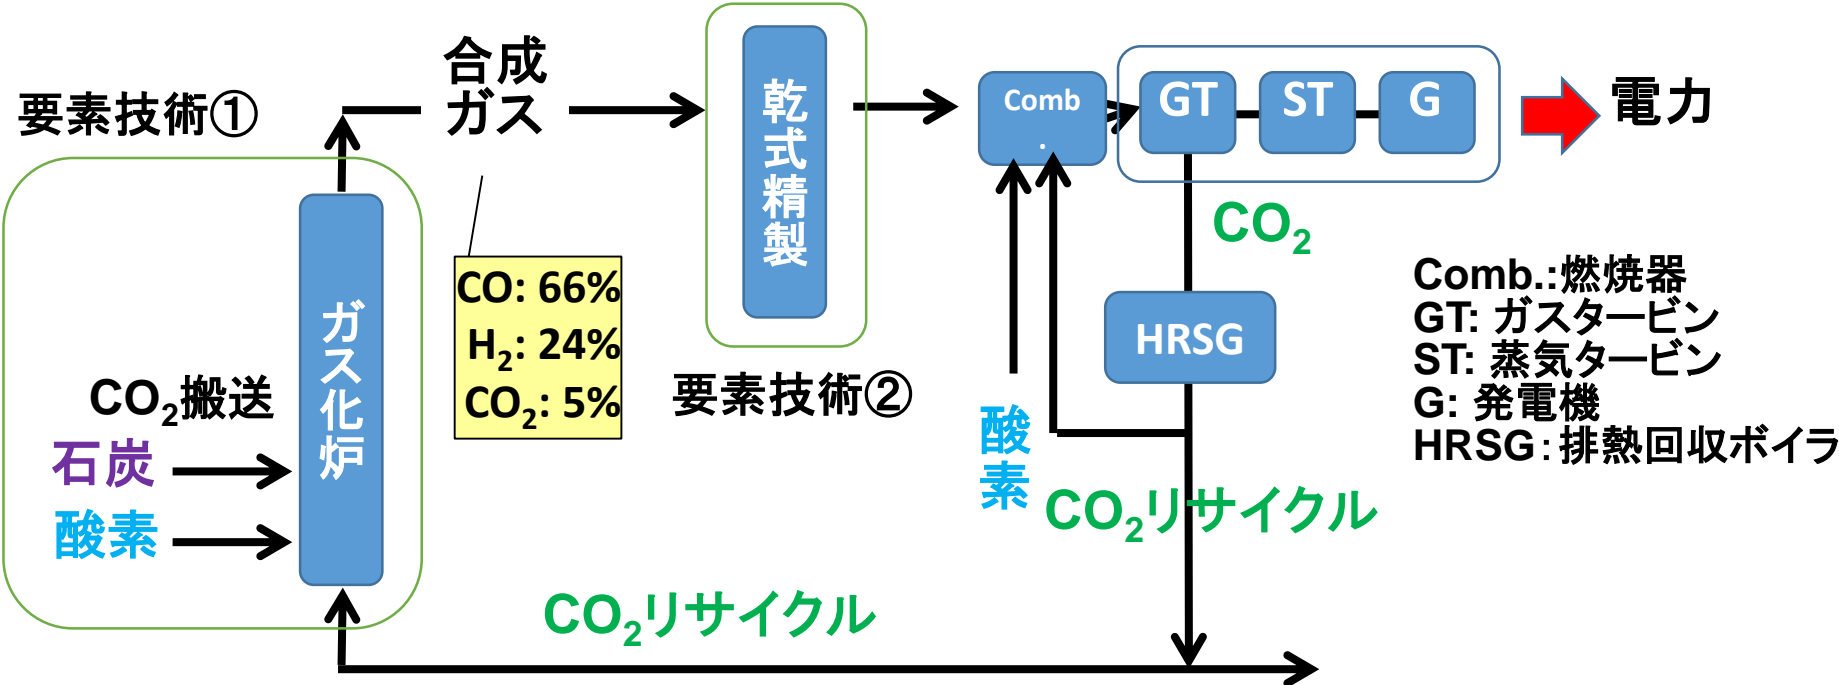 要素技術①
合成
ガス
乾式精製
Comb
.
GT
ST
G
電力
CO₂
ガス化炉
CO: 66%
H₂: 24%
CO₂: 5%
CO₂搬送
石炭
酸素
要素技術②
HRSG
酸素
CO₂リサイクル
CO₂リサイクル
Comb.:燃焼器
GT: ガスタービン
ST: 蒸気タービン
G: 発電機
HRSG：排熱回収ボイラ